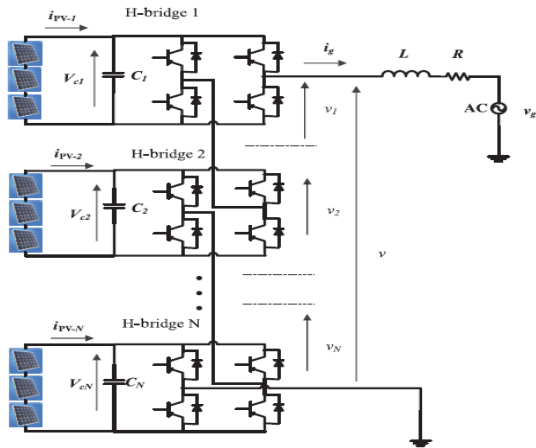 H-bridge 1
iPV-1
ig
L
R
Vc1
C1
v1
AC
vg
H-bridge 2
iPV-2
Vc2
C2
v2
v
H-bridge N
iPV-N
VcN
CN
vN